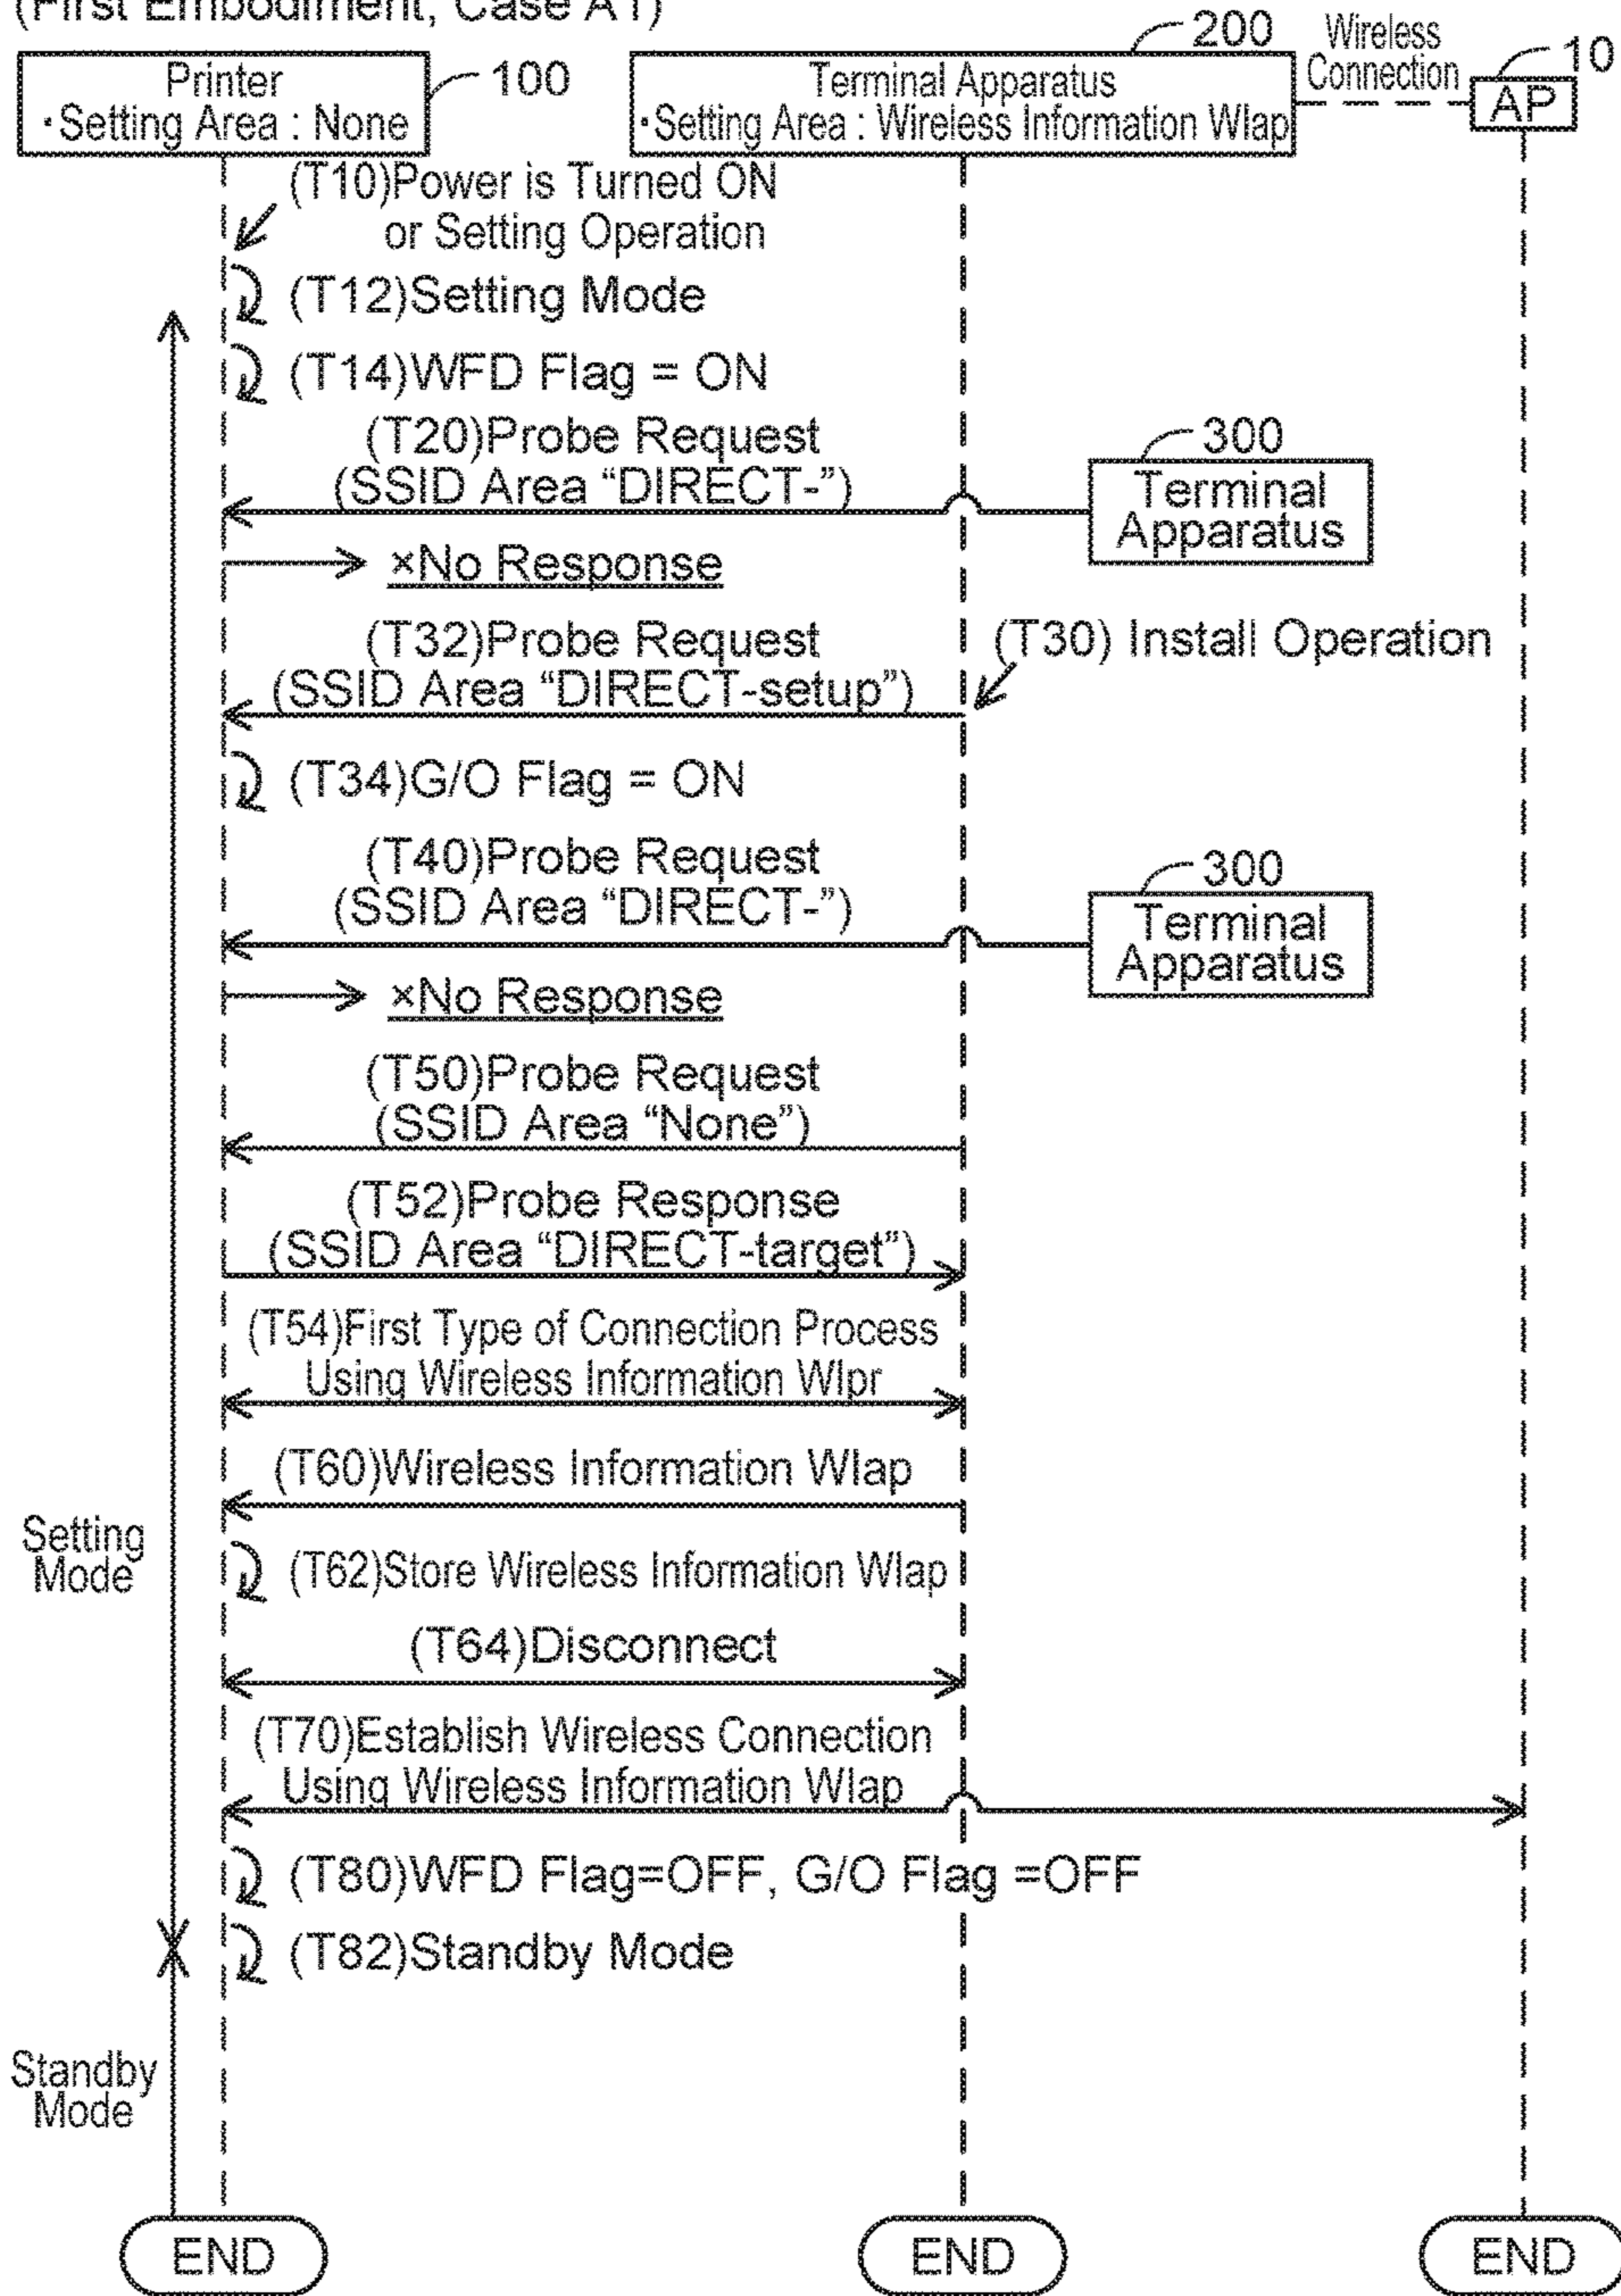 (First Embodiment, Case A1)
200
Wireless
Connection
10
Printer
·Setting Area : None
100
Terminal Apparatus
·Setting Area : Wireless Information WIap
AP
(T10)Power is Turned ON
or Setting Operation
(T12)Setting Mode
(T14)WFD Flag = ON
(T20)Probe Request
(SSID Area “DIRECT-”)
300
Terminal
Apparatus
×No Response
(T32)Probe Request
(SSID Area “DIRECT-setup”)
(T30) Install Operation
(T34)G/O Flag = ON
(T40)Probe Request
(SSID Area “DIRECT-”)
300
Terminal
Apparatus
×No Response
(T50)Probe Request
(SSID Area “None”)
(T52)Probe Response
(SSID Area “DIRECT-target”)
(T54)First Type of Connection Process
Using Wireless Information WIpr
(T60)Wireless Information WIap
Setting
Mode
(T62)Store Wireless Information WIap
(T64)Disconnect
(T70)Establish Wireless Connection
Using Wireless Information WIap
(T80)WFD Flag=OFF, G/O Flag =OFF
(T82)Standby Mode
Standby
Mode
END
END
END